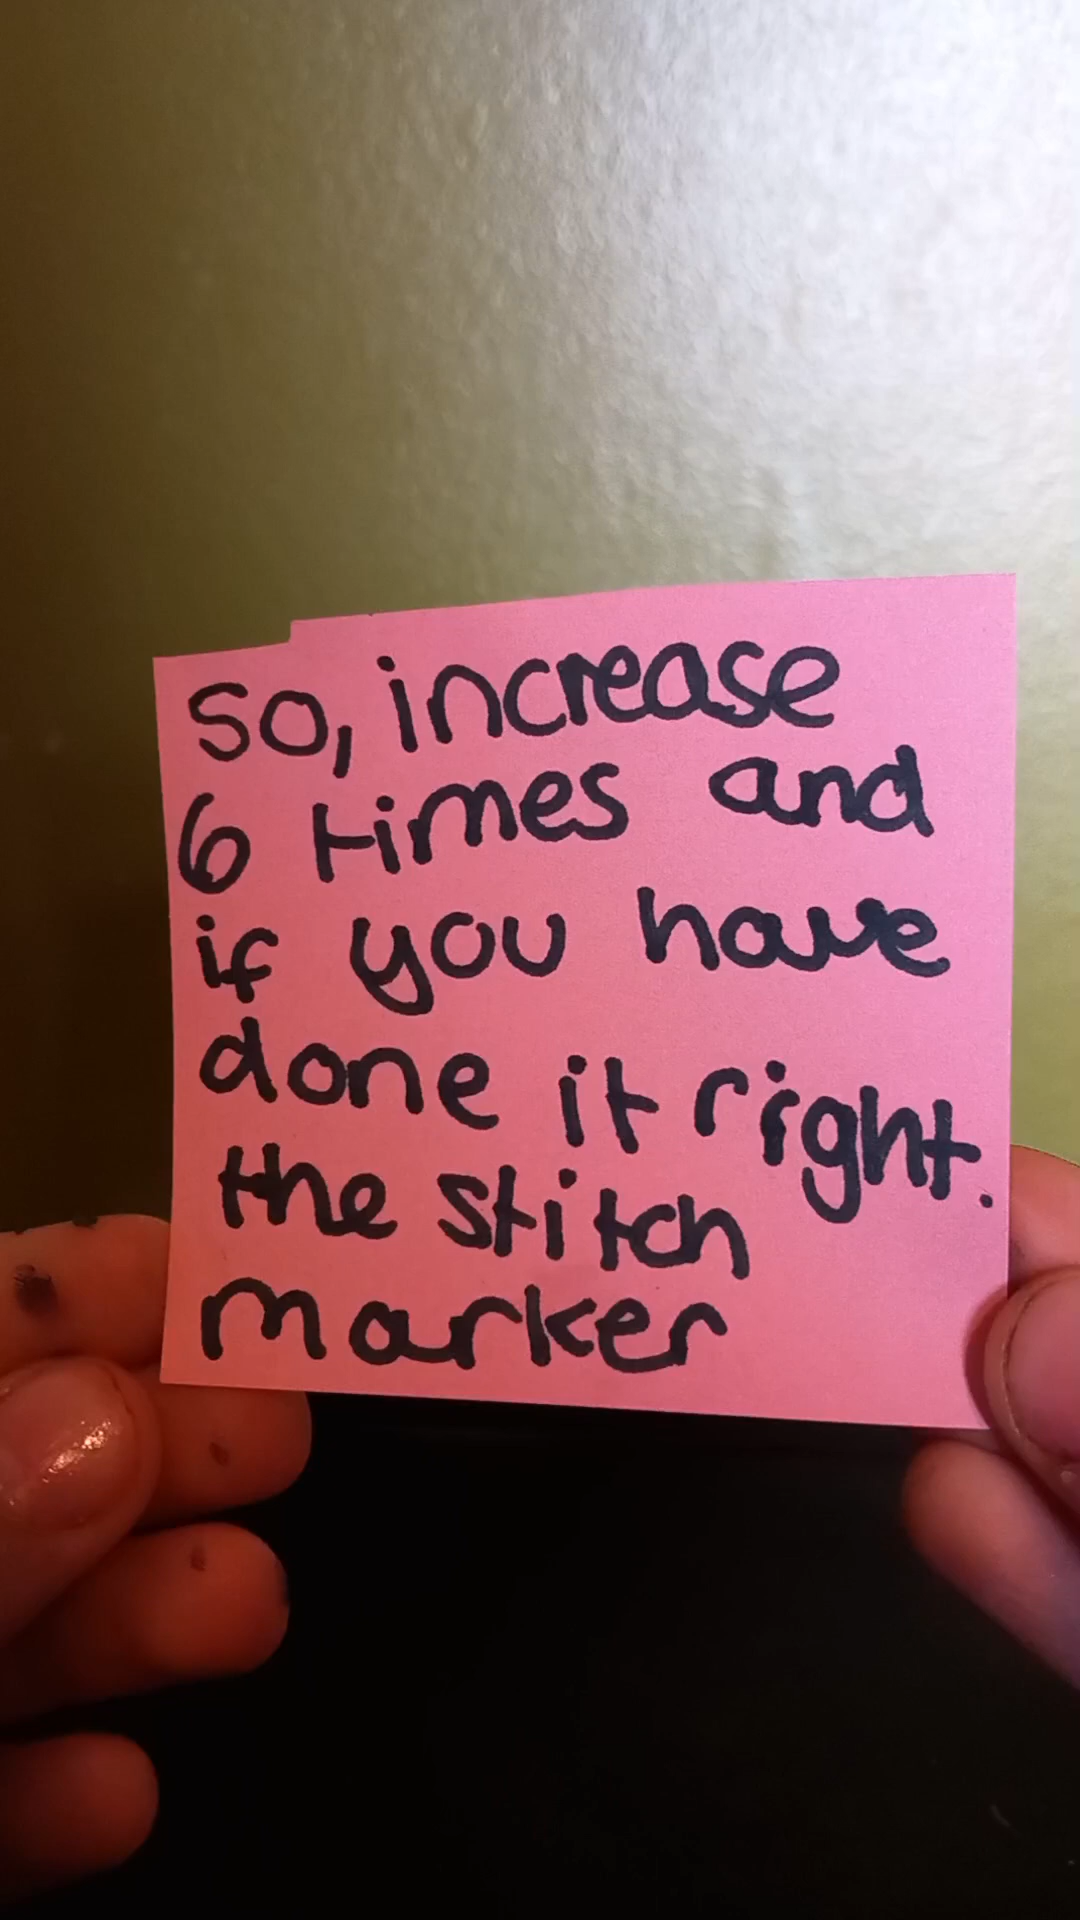 so, increase
6 times and
if you have
done it right.
the stitch
marker